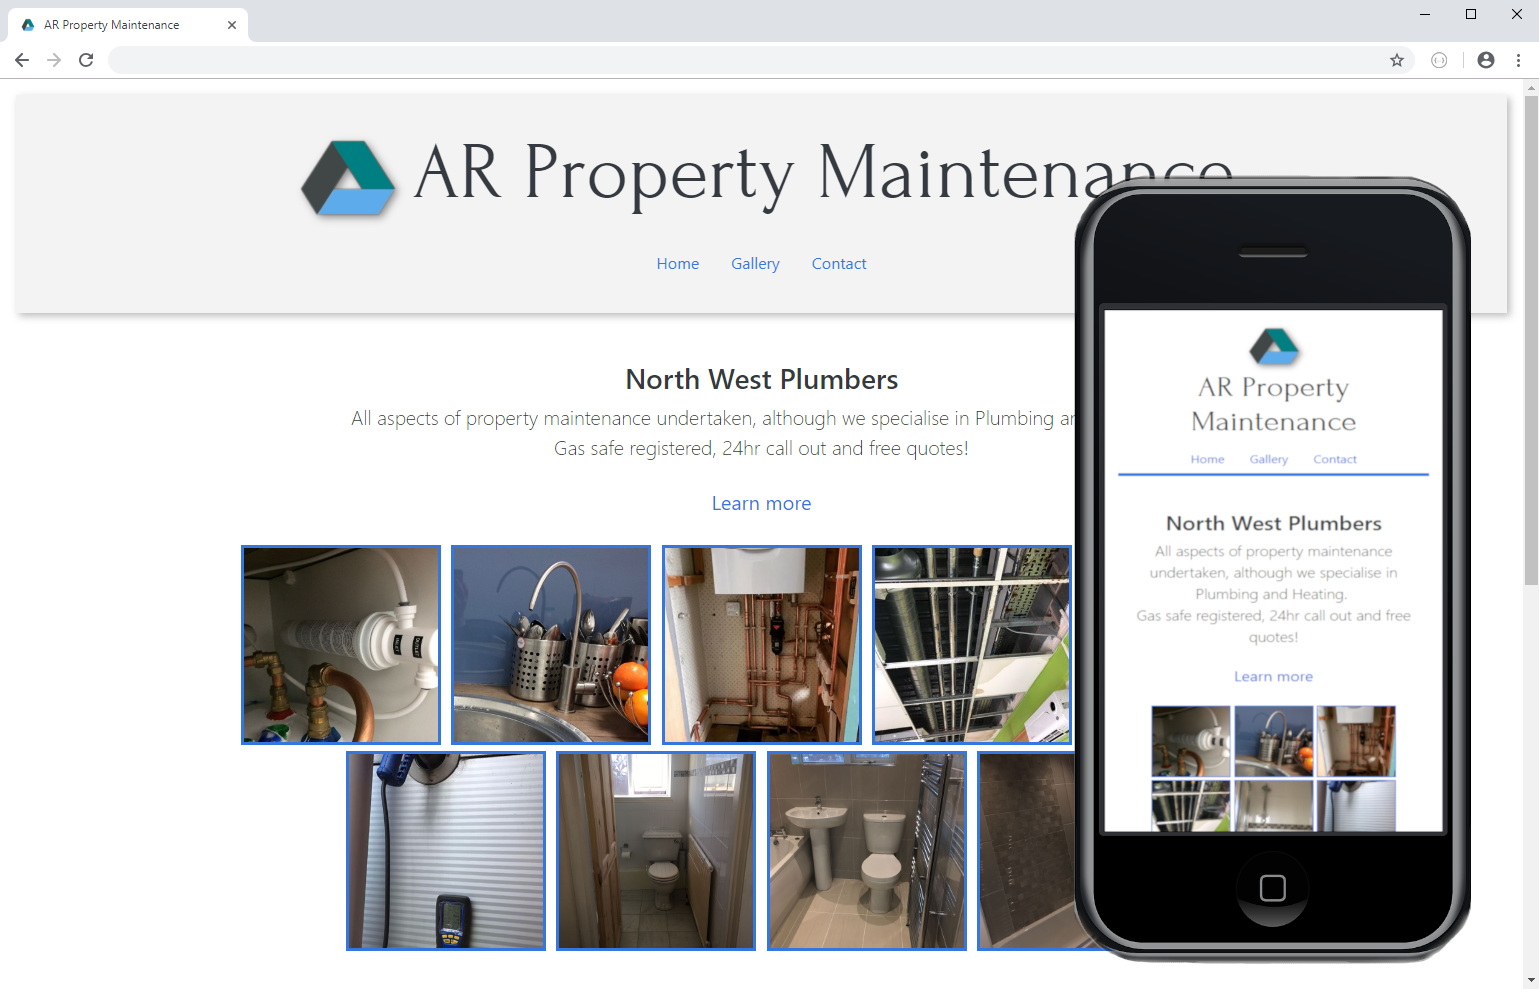 AR Property Maintenance
AR Property Maintenance
Home Gallery Contact
North West Plumbers
All aspects of property maintenance undertaken, although we specialise in Plumbing
Gas safe registered, 24hr call out and free quotes!
Learn more
AR Property
Maintenance
Home Gallery Contact
North West Plumbers
All aspects of property maintenance
undertaken, although we specialise in
Plumbing and Heating.
Gas safe registered, 24hr call out and free
quotes!
Learn more